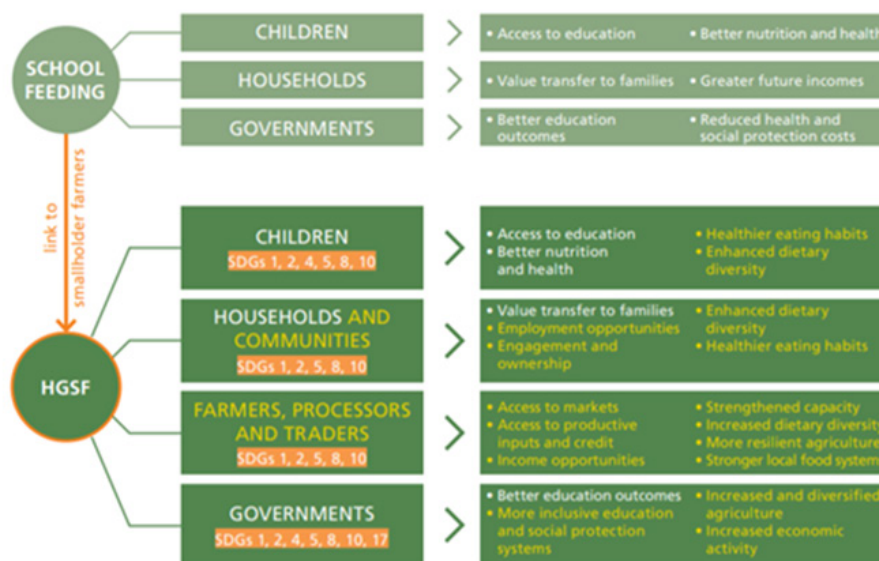 SCHOOL
FEEDING
CHILDREN
• Access to education
• Better nutrition and health
HOUSEHOLDS
• Value transfer to families
• Greater future incomes
GOVERNMENTS
• Better education
outcomes
• Reduced health and
social protection costs
link to
smallholder farmers
HGSF
CHILDREN
SDGs 1, 2, 4, 5, 8, 10
• Access to education
• Better nutrition
and health
• Healthier eating habits
• Enhanced dietary
diversity
HOUSEHOLDS AND
COMMUNITIES
SDGs 1, 2, 5, 8, 10
• Value transfer to families
• Employment opportunities
• Engagement and
ownership
• Enhanced dietary
diversity
• Healthier eating habits
FARMERS, PROCESSORS
AND TRADERS
SDGs 1, 2, 5, 8, 10
• Access to markets
• Access to productive
inputs and credit
• Income opportunities
• Strengthened capacity
• Increased dietary diversity
• More resilient agriculture
• Stronger local food system
GOVERNMENTS
SDGs 1, 2, 4, 5, 8, 10, 17
• Better education outcomes
• More inclusive education
and social protection
systems
• Increased and diversified
agriculture
• Increased economic
activity